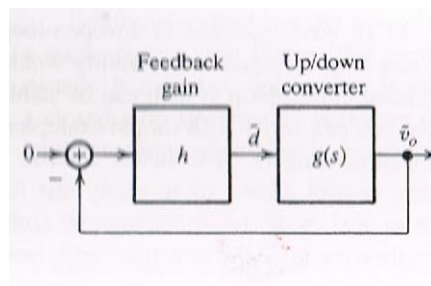 Feedback
gain
Up/down
converter
0
+
h
d̃
g(s)
ṽₒ
−